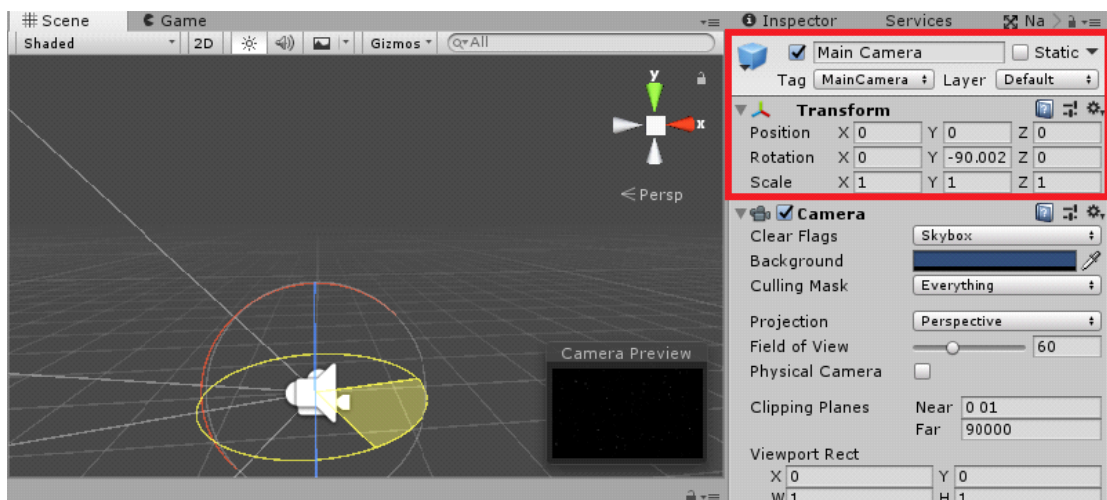 Scene Game
Shaded 2D Gizmos All
y
x
Persp
Camera Preview
Inspector Services Na
Main Camera Static
Tag MainCamera Layer Default
Transform
Position X 0 Y 0 Z 0
Rotation X 0 Y -90.002 Z 0
Scale X 1 Y 1 Z 1
Camera
Clear Flags Skybox
Background
Culling Mask Everything
Projection Perspective
Field of View 60
Physical Camera
Clipping Planes Near 0 01
Far 90000
Viewport Rect
X 0 Y 0
W 1 H 1